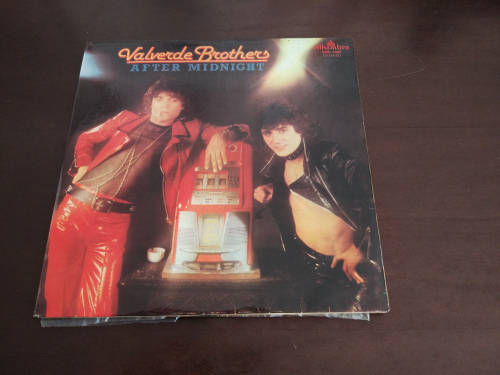 Valverde Brothers
AFTER MIDNIGHT
alhambra